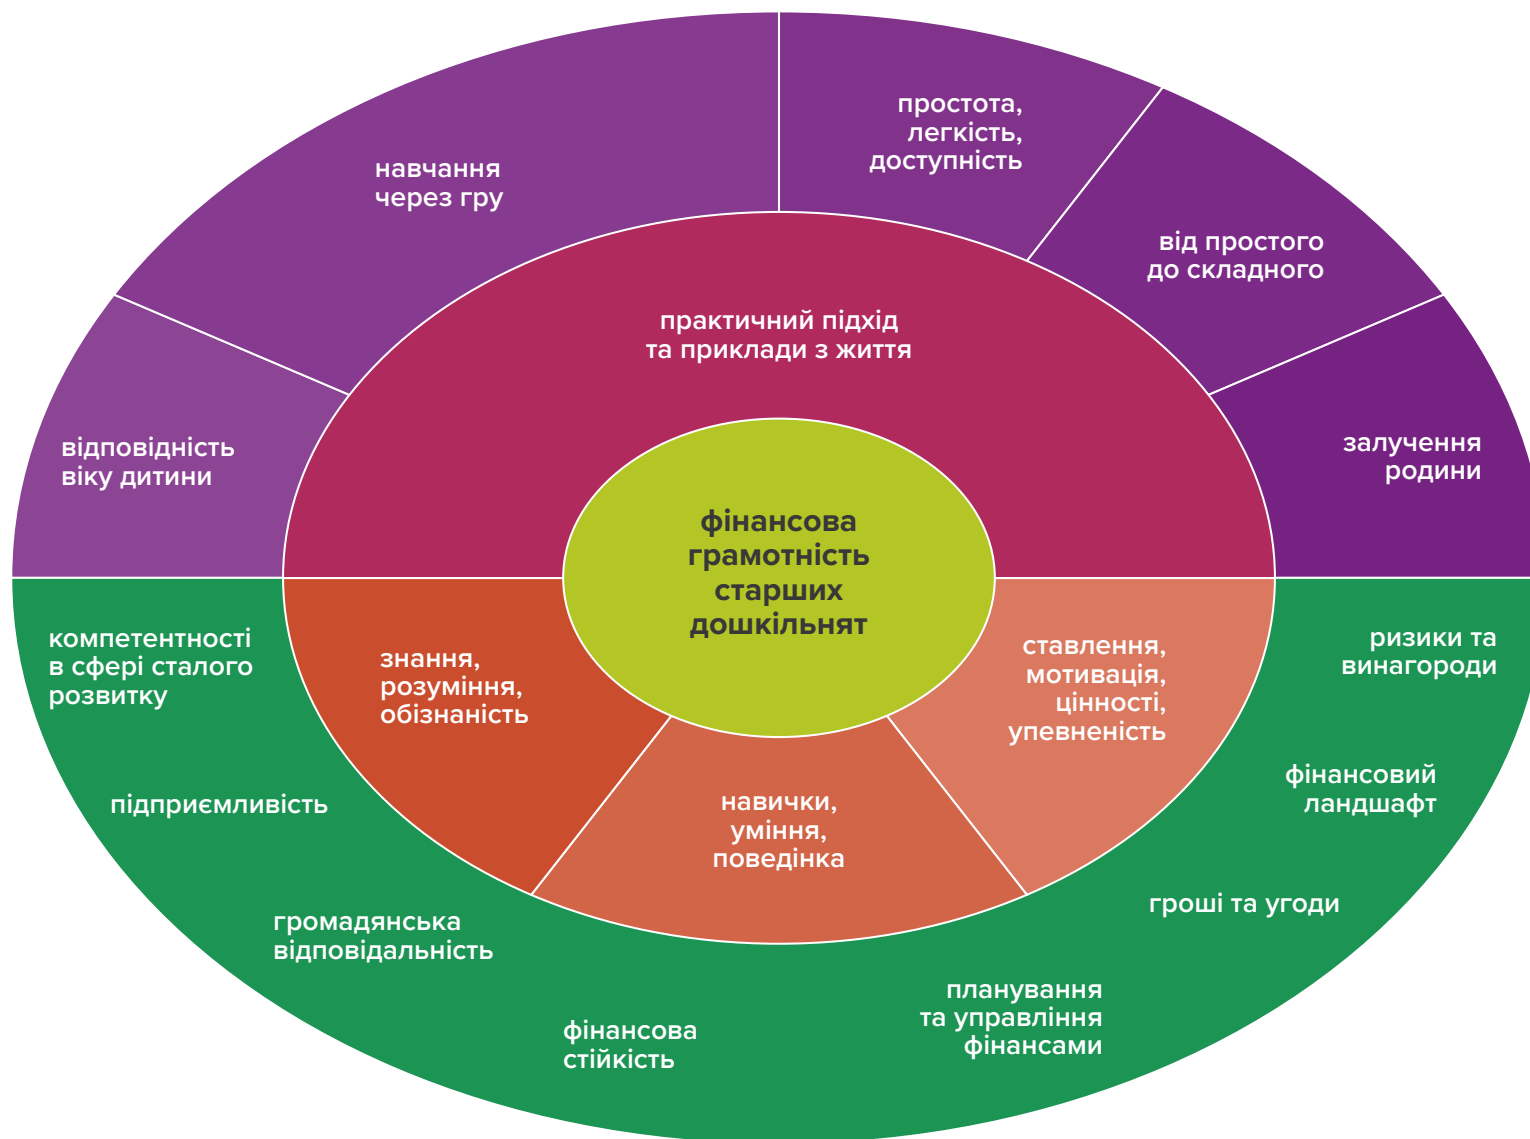 простота,
легкість,
доступність
навчання
через гру
від простого
до складного
практичний підхід
та приклади з життя
відповідність
віку дитини
залучення
родини
фінансова
грамотність
старших
дошкільнят
компетентності
в сфері сталого
розвитку
знання,
розуміння,
обізнаність
ставлення,
мотивація,
цінності,
упевненість
ризики та
винагороди
підприємливість
навички,
уміння,
поведінка
фінансовий
ландшафт
громадянська
відповідальність
гроші та угоди
фінансова
стійкість
планування
та управління
фінансами